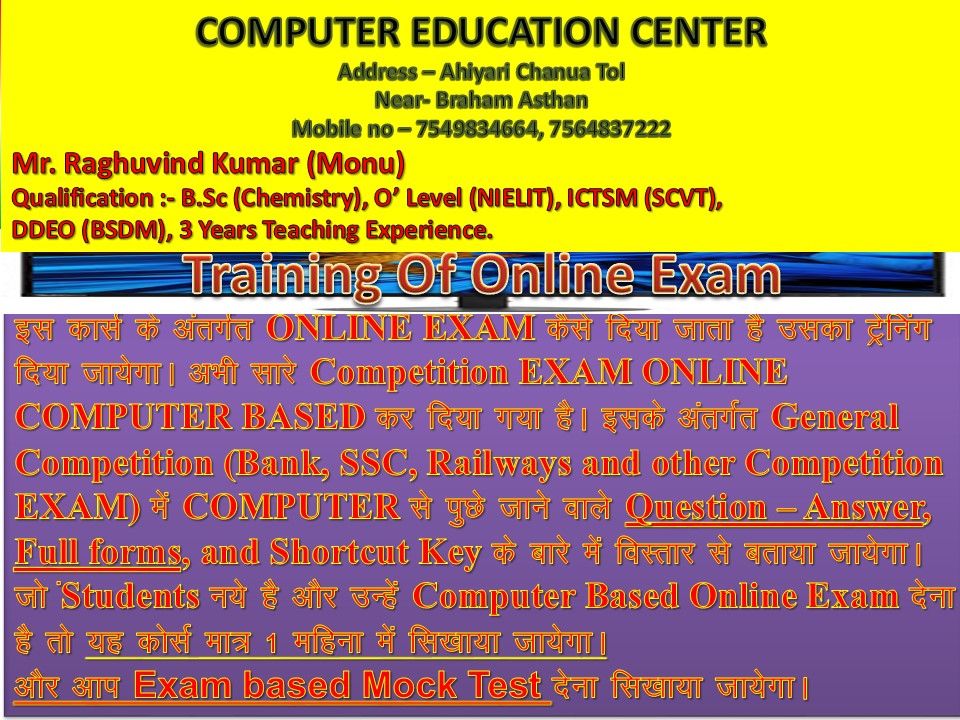 COMPUTER EDUCATION CENTER
Address – Ahiyari Chanua Tol
Near- Braham Asthan
Mobile no – 7549834664, 7564837222
Mr. Raghuvind Kumar (Monu)
Qualification :- B.Sc (Chemistry), O’ Level (NIELIT), ICTSM (SCVT),
DDEO (BSDM), 3 Years Teaching Experience.
Training Of Online Exam
इस कार्स के अंतर्गत ONLINE EXAM कैसे दिया जाता है उसका ट्रेनिंग
दिया जायेगा। अभी सारे Competition EXAM ONLINE
COMPUTER BASED कर दिया गया है। इसके अंतर्गत General
Competition (Bank, SSC, Railways and other Competition
EXAM) में COMPUTER से पुछे जाने वाले Question – Answer,
Full forms, and Shortcut Key के बारे में विस्तार से बताया जायेगा।
जो ंStudents नये है और उन्हें Computer Based Online Exam देना
है तो यह कोर्स मात्र 1 महिना में सिखाया जायेगा।
और आप Exam based Mock Test देना सिखाया जायेगा।